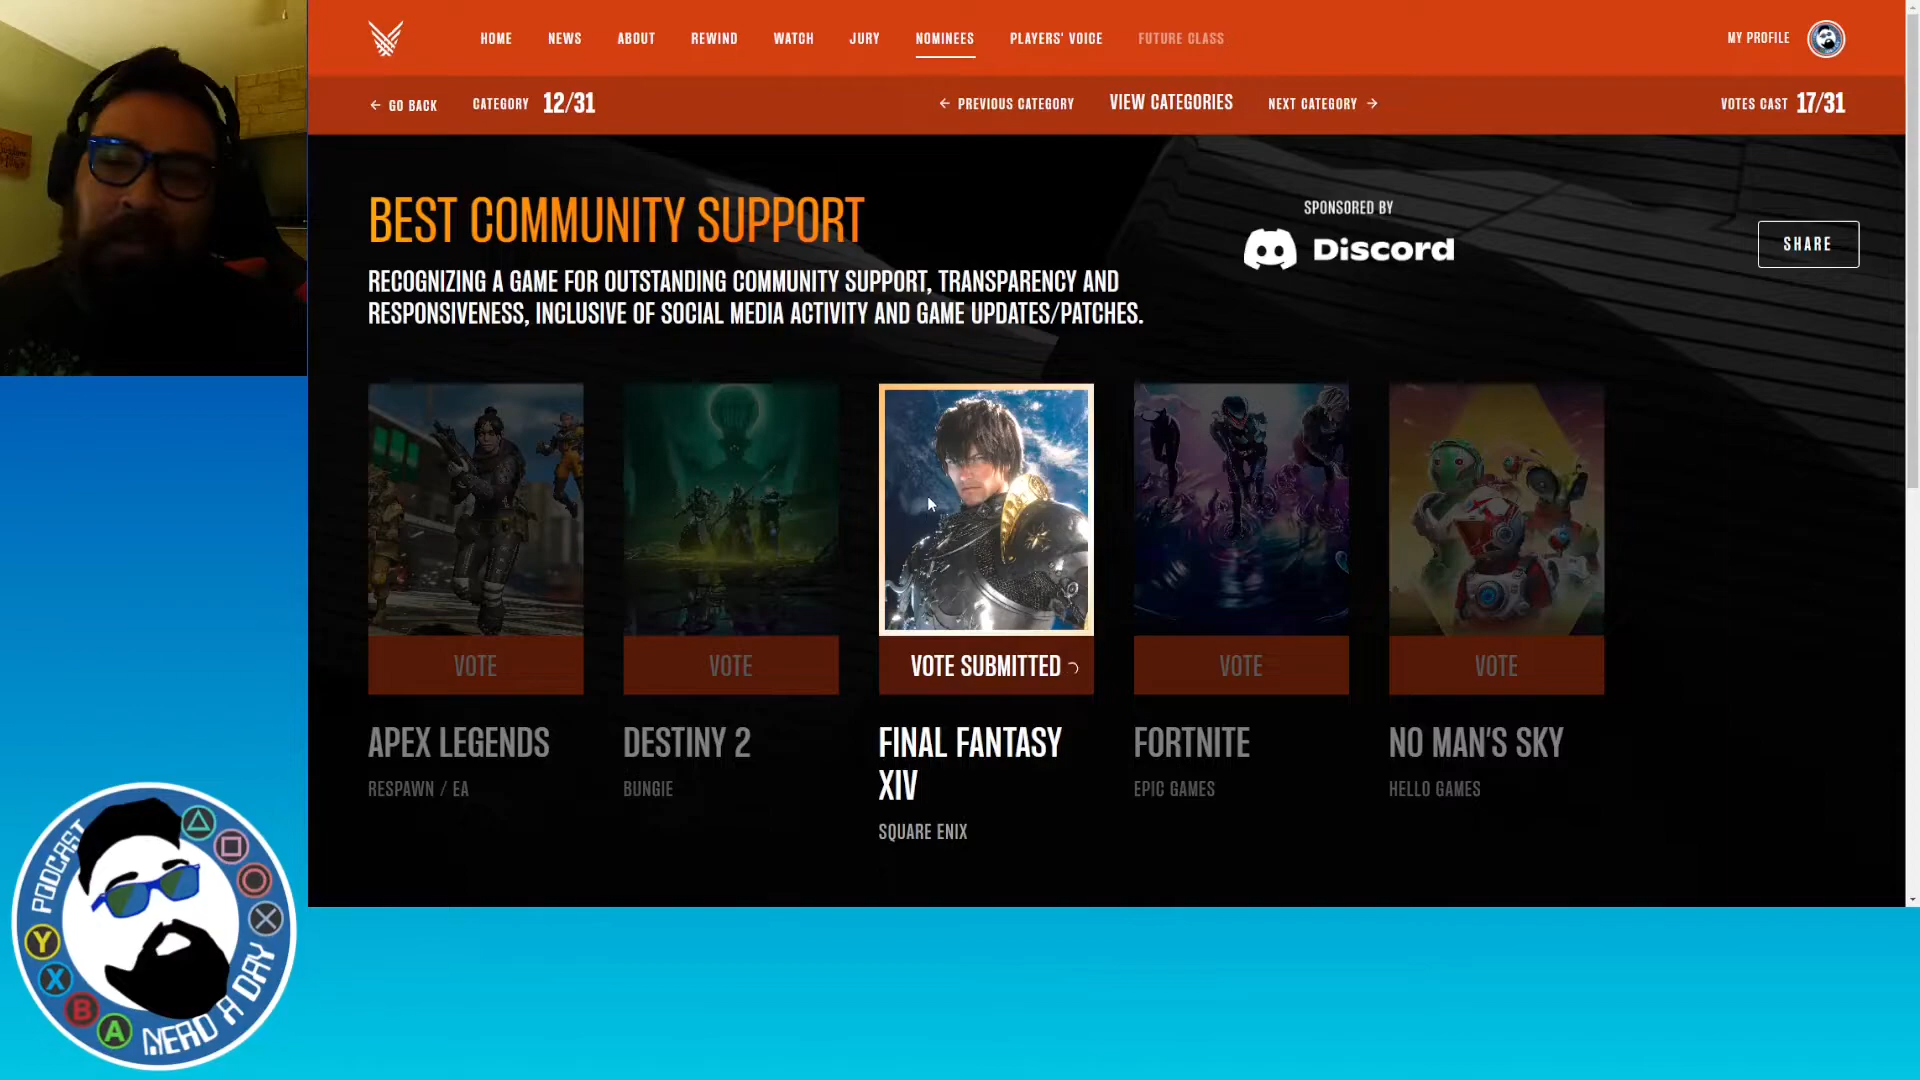 HOME NEWS ABOUT REWIND WATCH JURY NOMINEES PLAYERS' VOICE FUTURE CLASS MY PROFILE
← GO BACK CATEGORY 12/31 ← PREVIOUS CATEGORY VIEW CATEGORIES NEXT CATEGORY → VOTES CAST 17/31
BEST COMMUNITY SUPPORT
RECOGNIZING A GAME FOR OUTSTANDING COMMUNITY SUPPORT, TRANSPARENCY AND
RESPONSIVENESS, INCLUSIVE OF SOCIAL MEDIA ACTIVITY AND GAME UPDATES/PATCHES.
SPONSORED BY
Discord
SHARE
VOTE VOTE VOTE SUBMITTED VOTE VOTE
APEX LEGENDS
RESPAWN / EA
DESTINY 2
BUNGIE
FINAL FANTASY
XIV
SQUARE ENIX
FORTNITE
EPIC GAMES
NO MAN'S SKY
HELLO GAMES
PODCAST
Y
X
B
A
NERD A DAY